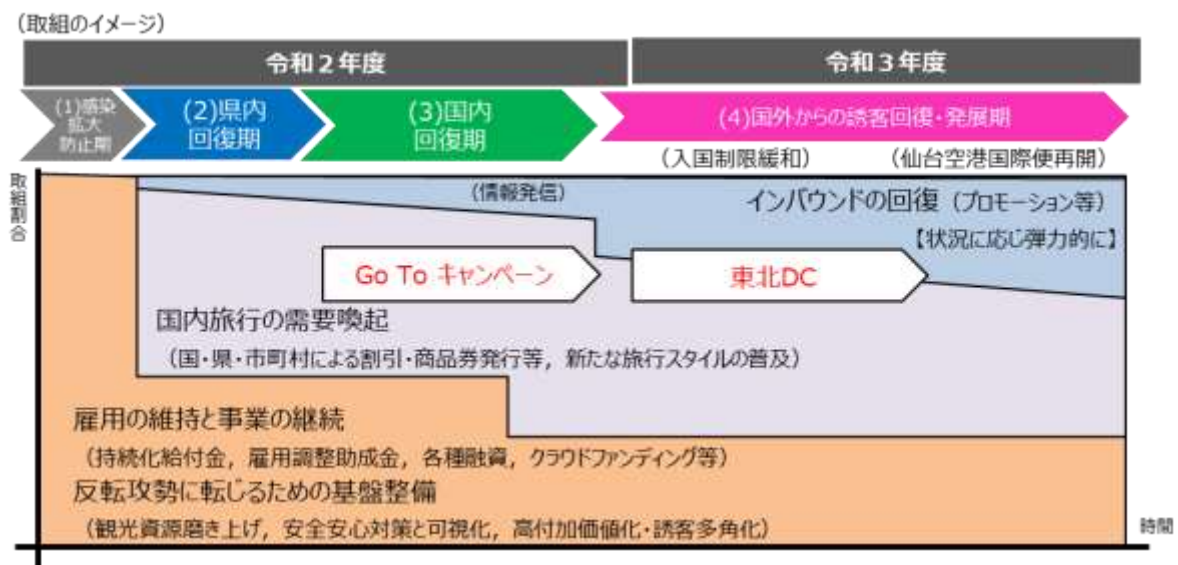 (取組のイメージ)
令和2年度
令和3年度
(1)感染
拡大
防止期
(2)県内
回復期
(3)国内
回復期
(4)国外からの誘客回復・発展期
(入国制限緩和)
(仙台空港国際便再開)
取組割合
(情報発信)
インバウンドの回復(プロモーション等)
【状況に応じ弾力的に】
Go To キャンペーン
東北DC
国内旅行の需要喚起
(国・県・市町村による割引・商品券発行等,新たな旅行スタイルの普及)
雇用の維持と事業の継続
(持続化給付金,雇用調整助成金,各種融資,クラウドファンディング等)
反転攻勢に転じるための基盤整備
(観光資源磨き上げ,安全安心対策と可視化,高付加価値化・誘客多角化)
時間